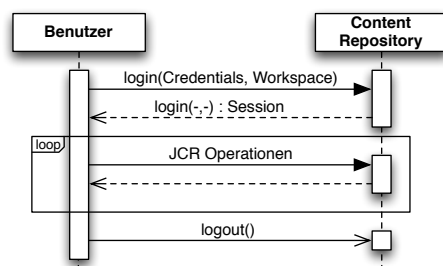 Benutzer
Content
Repository
login(Credentials, Workspace)
login(-,-) : Session
loop
JCR Operationen
logout()